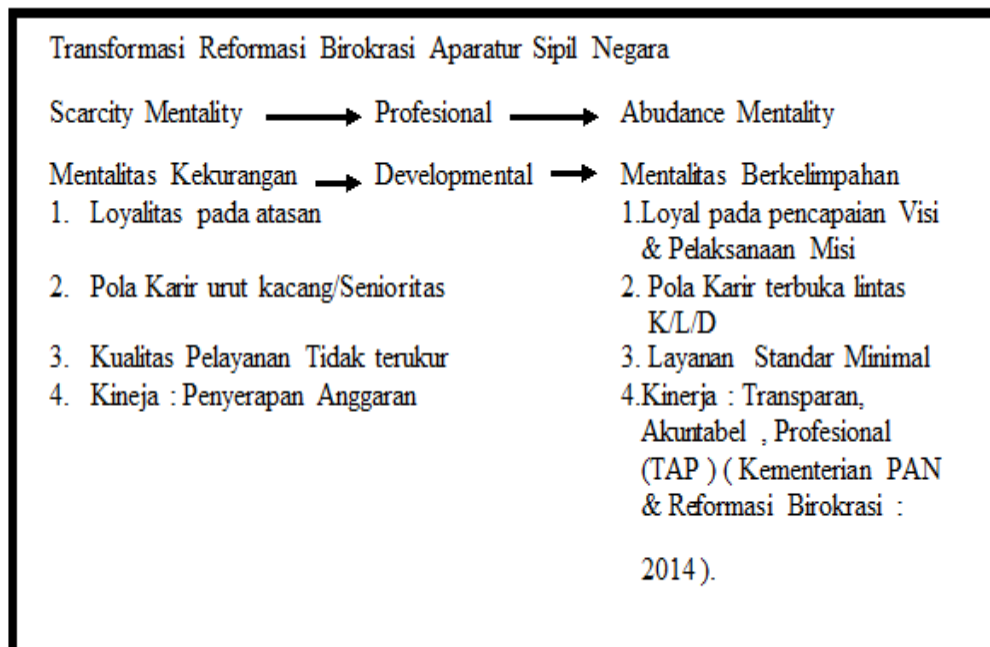 Transformasi Reformasi Birokrasi Aparatur Sipil Negara
Scarcity Mentality Profesional Abudance Mentality
Mentalitas Kekurangan Developmental Mentalitas Berkelimpahan
1. Loyalitas pada atasan
1.Loyal pada pencapaian Visi
& Pelaksanaan Misi
2. Pola Karir urut kacang/Senioritas
2. Pola Karir terbuka lintas
K/L/D
3. Kualitas Pelayanan Tidak terukur
3. Layanan Standar Minimal
4. Kineja : Penyerapan Anggaran
4.Kinerja : Transparan,
Akuntabel , Profesional
(TAP ) ( Kementerian PAN
& Reformasi Birokrasi :
2014 ).